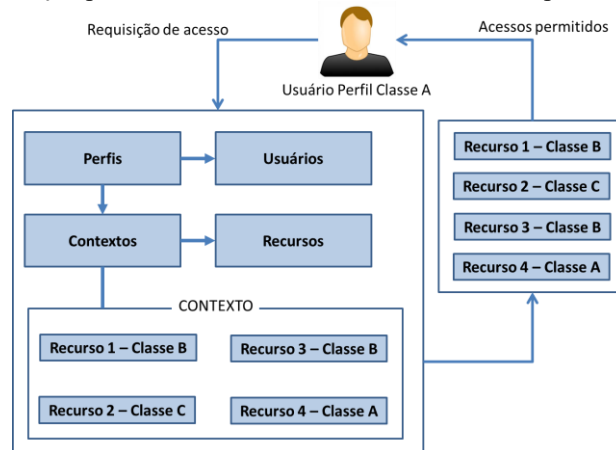 Requisição de acesso
Acessos permitidos
Usuário Perfil Classe A
Perfis
Usuários
Contextos
Recursos
CONTEXTO
Recurso 1 – Classe B
Recurso 3 – Classe B
Recurso 2 – Classe C
Recurso 4 – Classe A
Recurso 1 – Classe B
Recurso 2 – Classe C
Recurso 3 – Classe B
Recurso 4 – Classe A